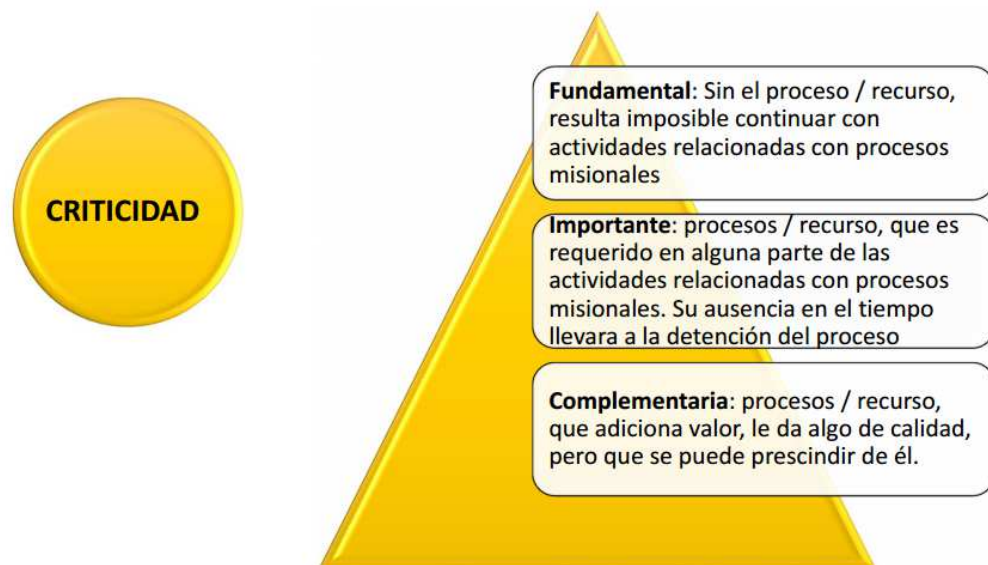 CRITICIDAD
Fundamental: Sin el proceso / recurso,
resulta imposible continuar con
actividades relacionadas con procesos
misionales
Importante: procesos / recurso, que es
requerido en alguna parte de las
actividades relacionadas con procesos
misionales. Su ausencia en el tiempo
llevara a la detención del proceso
Complementaria: procesos / recurso,
que adiciona valor, le da algo de calidad,
pero que se puede prescindir de él.